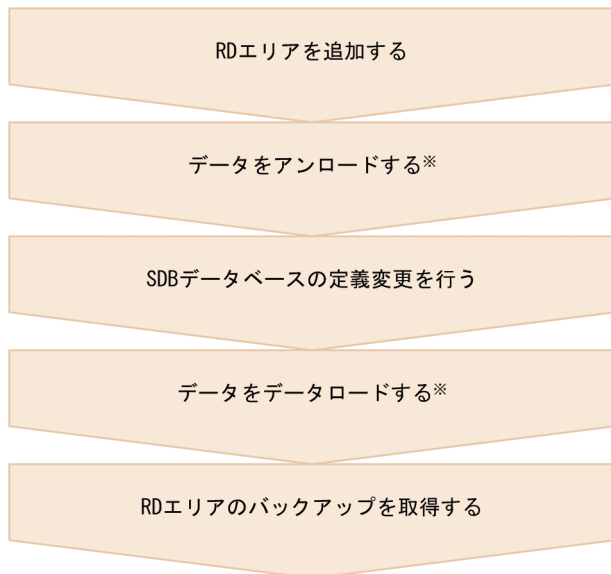 RDエリアを追加する
データをアンロードする※
SDBデータベースの定義変更を行う
データをデータロードする※
RDエリアのバックアップを取得する